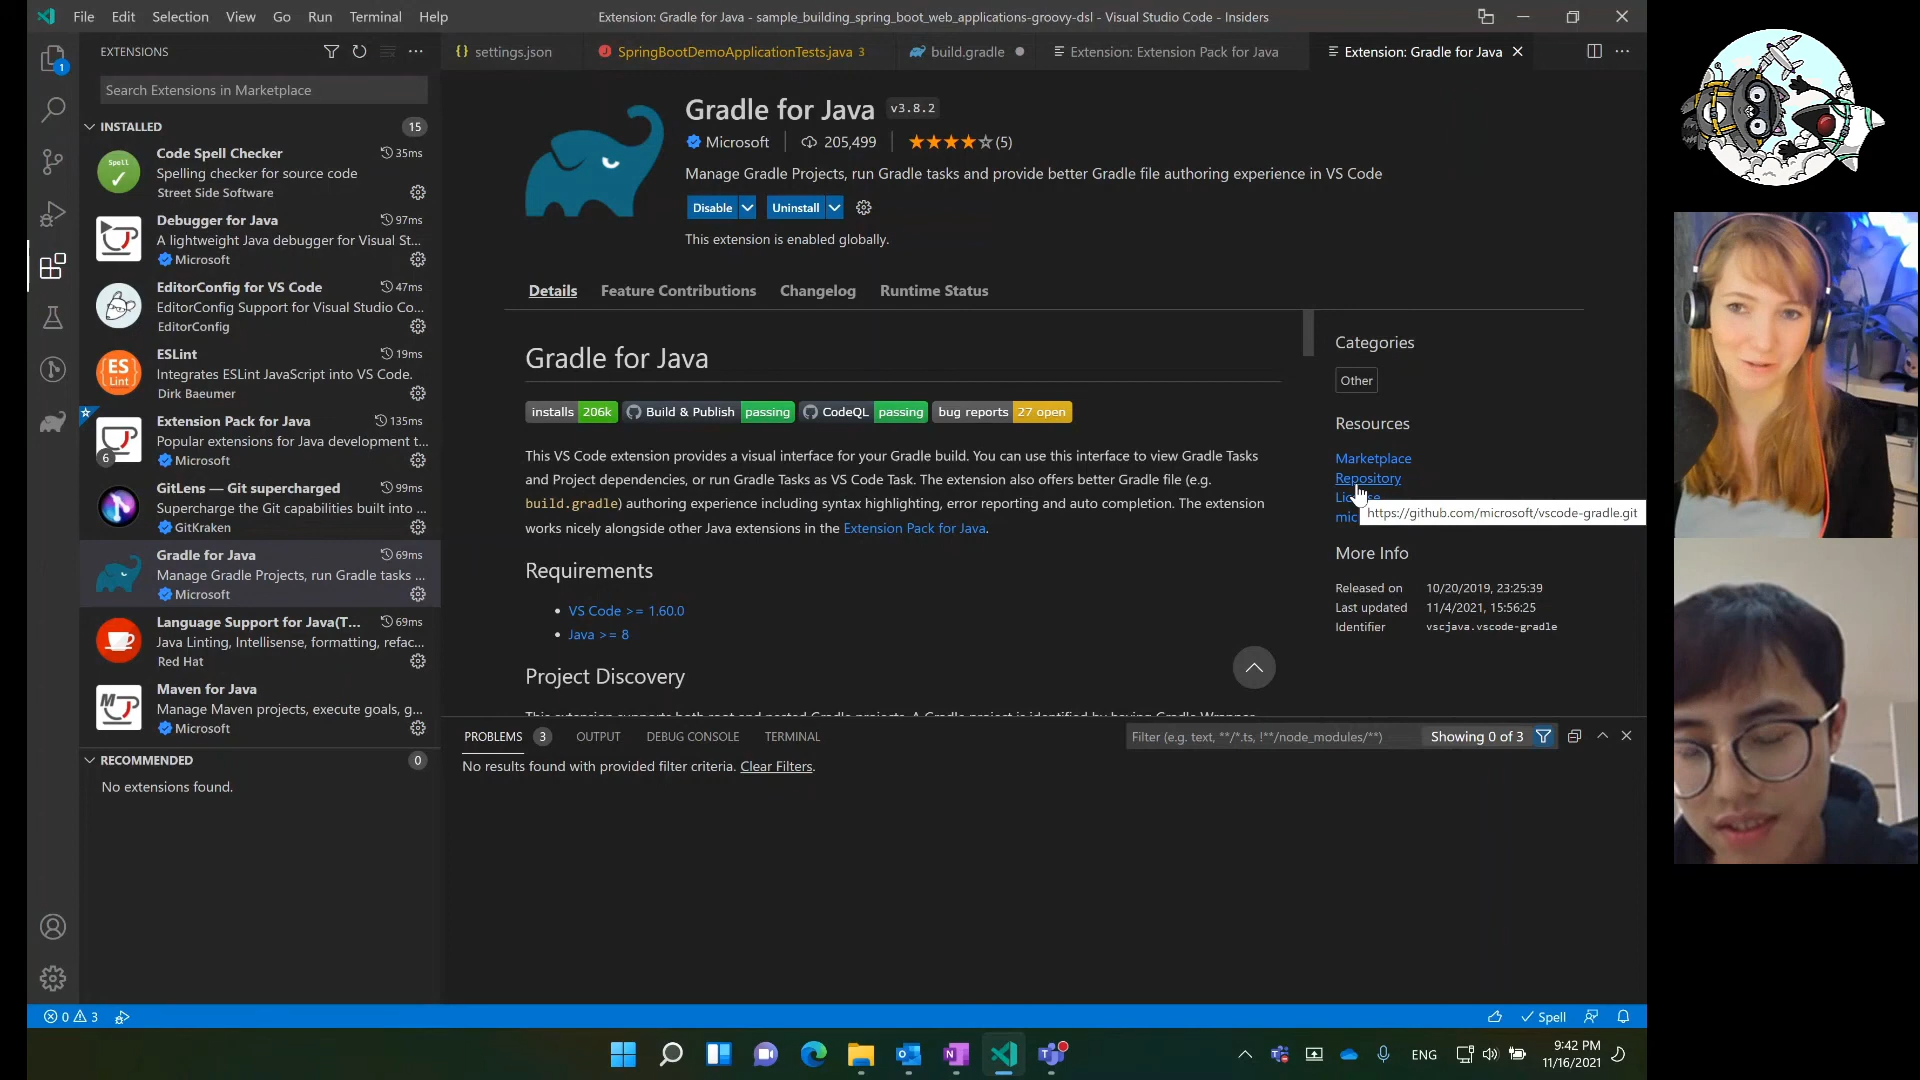 File Edit Selection View Go Run Terminal Help
Extension: Gradle for Java - sample_building_spring_boot_web_applications-groovy-dsl - Visual Studio Code - Insiders
EXTENSIONS
settings.json
SpringBootDemoApplicationTests.java 3
build.gradle
Extension: Extension Pack for Java
Extension: Gradle for Java
1
Search Extensions in Marketplace
INSTALLED 15
Code Spell Checker 35ms
Spelling checker for source code
Street Side Software
Debugger for Java 97ms
A lightweight Java debugger for Visual St...
Microsoft
EditorConfig for VS Code 47ms
EditorConfig Support for Visual Studio Co...
EditorConfig
ESLint 19ms
Integrates ESLint JavaScript into VS Code.
Dirk Baeumer
Extension Pack for Java 135ms
Popular extensions for Java development t...
6
Microsoft
GitLens — Git supercharged 99ms
Supercharge the Git capabilities built into ...
GitKraken
Gradle for Java 69ms
Manage Gradle Projects, run Gradle tasks ...
Microsoft
Language Support for Java(T... 69ms
Java Linting, Intellisense, formatting, refac...
Red Hat
Maven for Java
Manage Maven projects, execute goals, g...
Microsoft
RECOMMENDED 0
No extensions found.
Spell
ES
Lint
Gradle for Java v3.8.2
Microsoft 205,499 (5)
Manage Gradle Projects, run Gradle tasks and provide better Gradle file authoring experience in VS Code
Disable Uninstall
This extension is enabled globally.
Details Feature Contributions Changelog Runtime Status
Gradle for Java
installs 206k Build & Publish passing CodeQL passing bug reports 27 open
This VS Code extension provides a visual interface for your Gradle build. You can use this interface to view Gradle Tasks
and Project dependencies, or run Gradle Tasks as VS Code Task. The extension also offers better Gradle file (e.g.
build.gradle) authoring experience including syntax highlighting, error reporting and auto completion. The extension
works nicely alongside other Java extensions in the Extension Pack for Java.
Requirements
• VS Code >= 1.60.0
• Java >= 8
Project Discovery
Categories
Other
Resources
Marketplace
Repository
mic
https://github.com/microsoft/vscode-gradle.git
More Info
Released on 10/20/2019, 23:25:39
Last updated 11/4/2021, 15:56:25
Identifier vscjava.vscode-gradle
PROBLEMS 3 OUTPUT DEBUG CONSOLE TERMINAL
Filter (e.g. text, **/*.ts, !**/node_modules/**) Showing 0 of 3
No results found with provided filter criteria. Clear Filters.
0 3
Spell
ENG
9:42 PM
11/16/2021